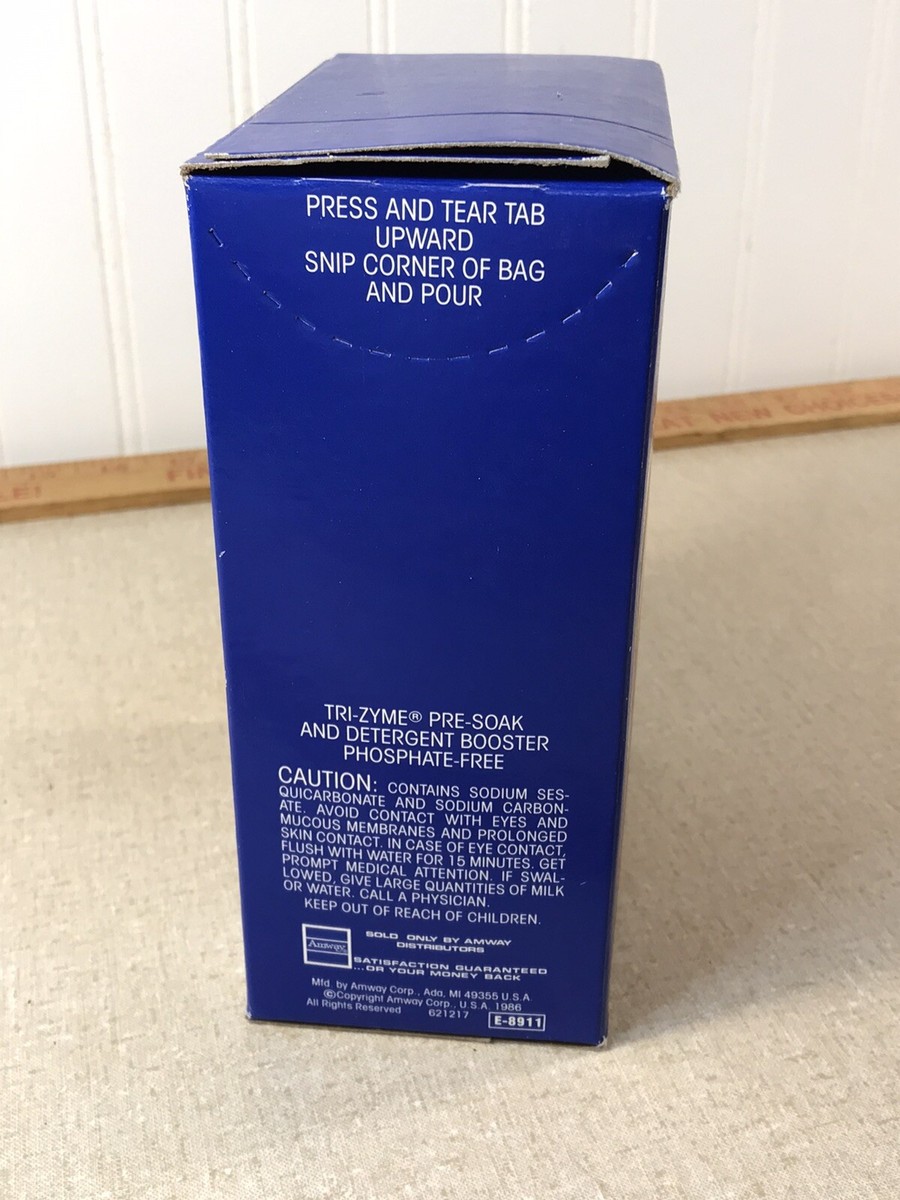 PRESS AND TEAR TAB
UPWARD
SNIP CORNER OF BAG
AND POUR
AT NEW CHOICE
LE!
TRI-ZYME® PRE-SOAK
AND DETERGENT BOOSTER
PHOSPHATE-FREE
CAUTION: CONTAINS SODIUM SES-
QUICARBONATE AND SODIUM CARBON-
ATE. AVOID CONTACT WITH EYES AND
MUCOUS MEMBRANES AND PROLONGED
SKIN CONTACT. IN CASE OF EYE CONTACT,
FLUSH WITH WATER FOR 15 MINUTES. GET
PROMPT MEDICAL ATTENTION. IF SWAL-
LOWED, GIVE LARGE QUANTITIES OF MILK
OR WATER. CALL A PHYSICIAN.
KEEP OUT OF REACH OF CHILDREN.
Amway
SOLD ONLY BY AMWAY
DISTRIBUTORS
SATISFACTION GUARANTEED
...OR YOUR MONEY BACK
Mfd. by Amway Corp., Ada, MI 49355 U.S.A.
©Copyright Amway Corp., U.S.A. 1986
All Rights Reserved 621217 E-8911